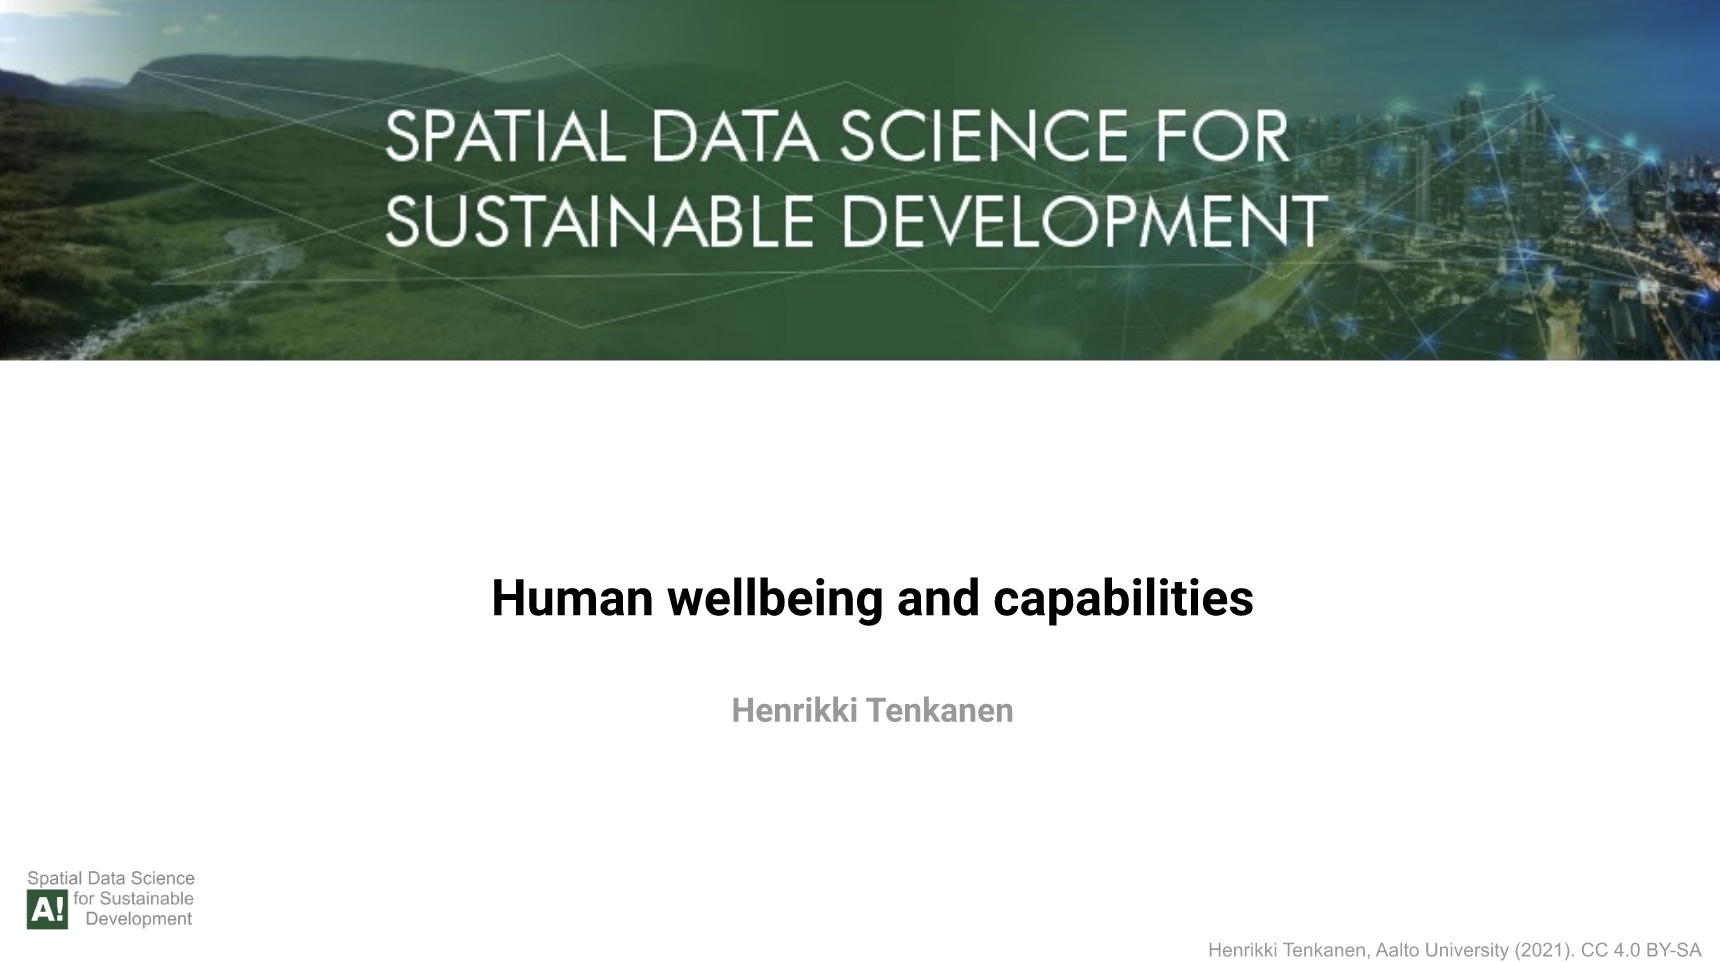 SPATIAL DATA SCIENCE FOR
SUSTAINABLE DEVELOPMENT
Human wellbeing and capabilities
Henrikki Tenkanen
Spatial Data Science
A! for Sustainable
Development
Henrikki Tenkanen, Aalto University (2021). CC 4.0 BY-SA